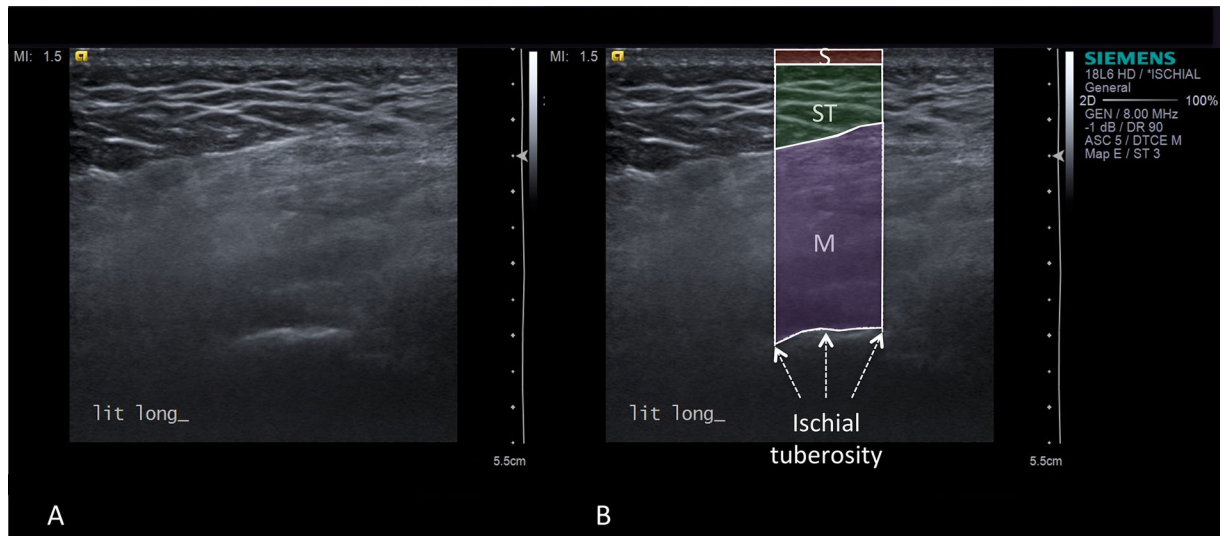 MI: 1.5
lit long_
5.5cm
A
MI: 1.5
S
ST
M
lit long_
Ischial
tuberosity
5.5cm
B
SIEMENS
18L6 HD / *ISCHIAL
General
2D 100%
GEN / 8.00 MHz
-1 dB / DR 90
ASC 5 / DTCE M
Map E / ST 3